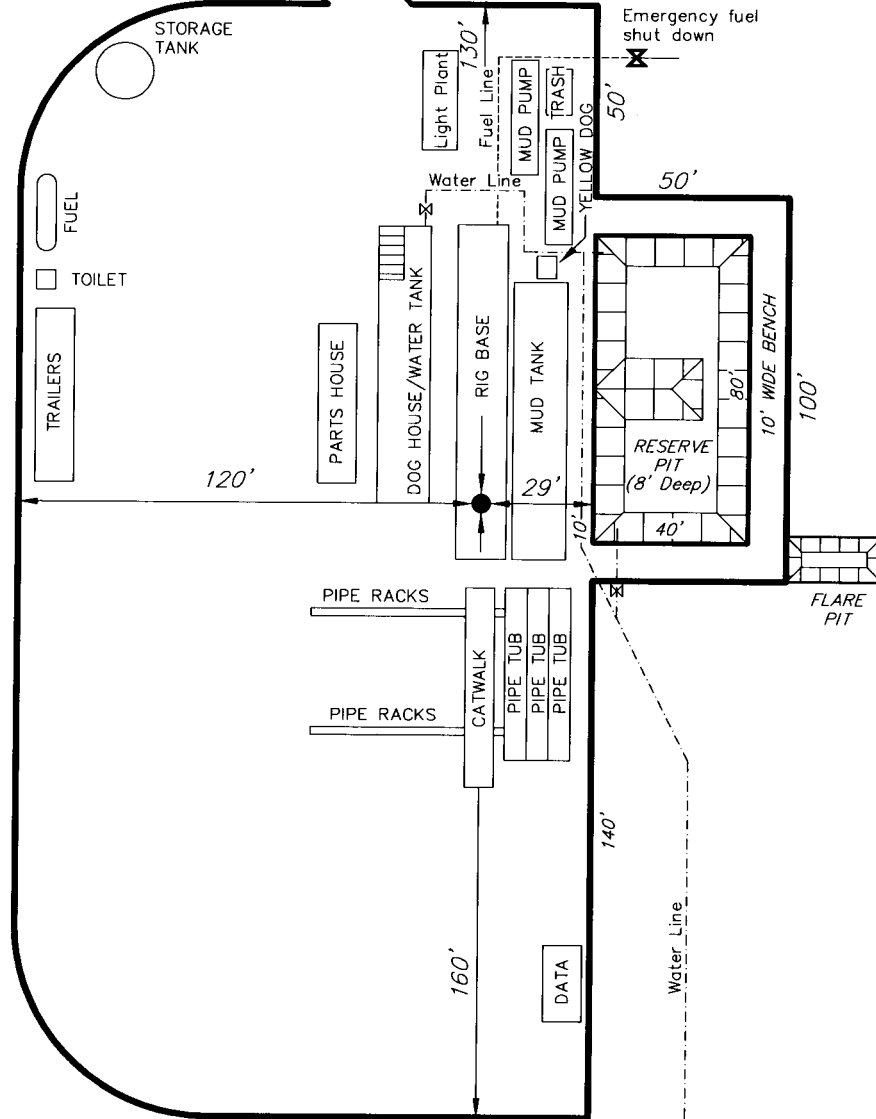 Emergency fuel
shut down
STORAGE
TANK
130'
Light Plant
Fuel Line
MUD PUMP
TRASH
50'
MUD PUMP
YELLOW DOG
Water Line
50'
FUEL
TOILET
TRAILERS
PARTS HOUSE
DOG HOUSE/WATER TANK
RIG BASE
MUD TANK
80'
10' WIDE BENCH
100'
RESERVE
PIT
(8' Deep)
120'
29'
10'
40'
FLARE
PIT
PIPE RACKS
PIPE RACKS
CATWALK
PIPE TUB
PIPE TUB
PIPE TUB
140'
Water Line
160'
DATA